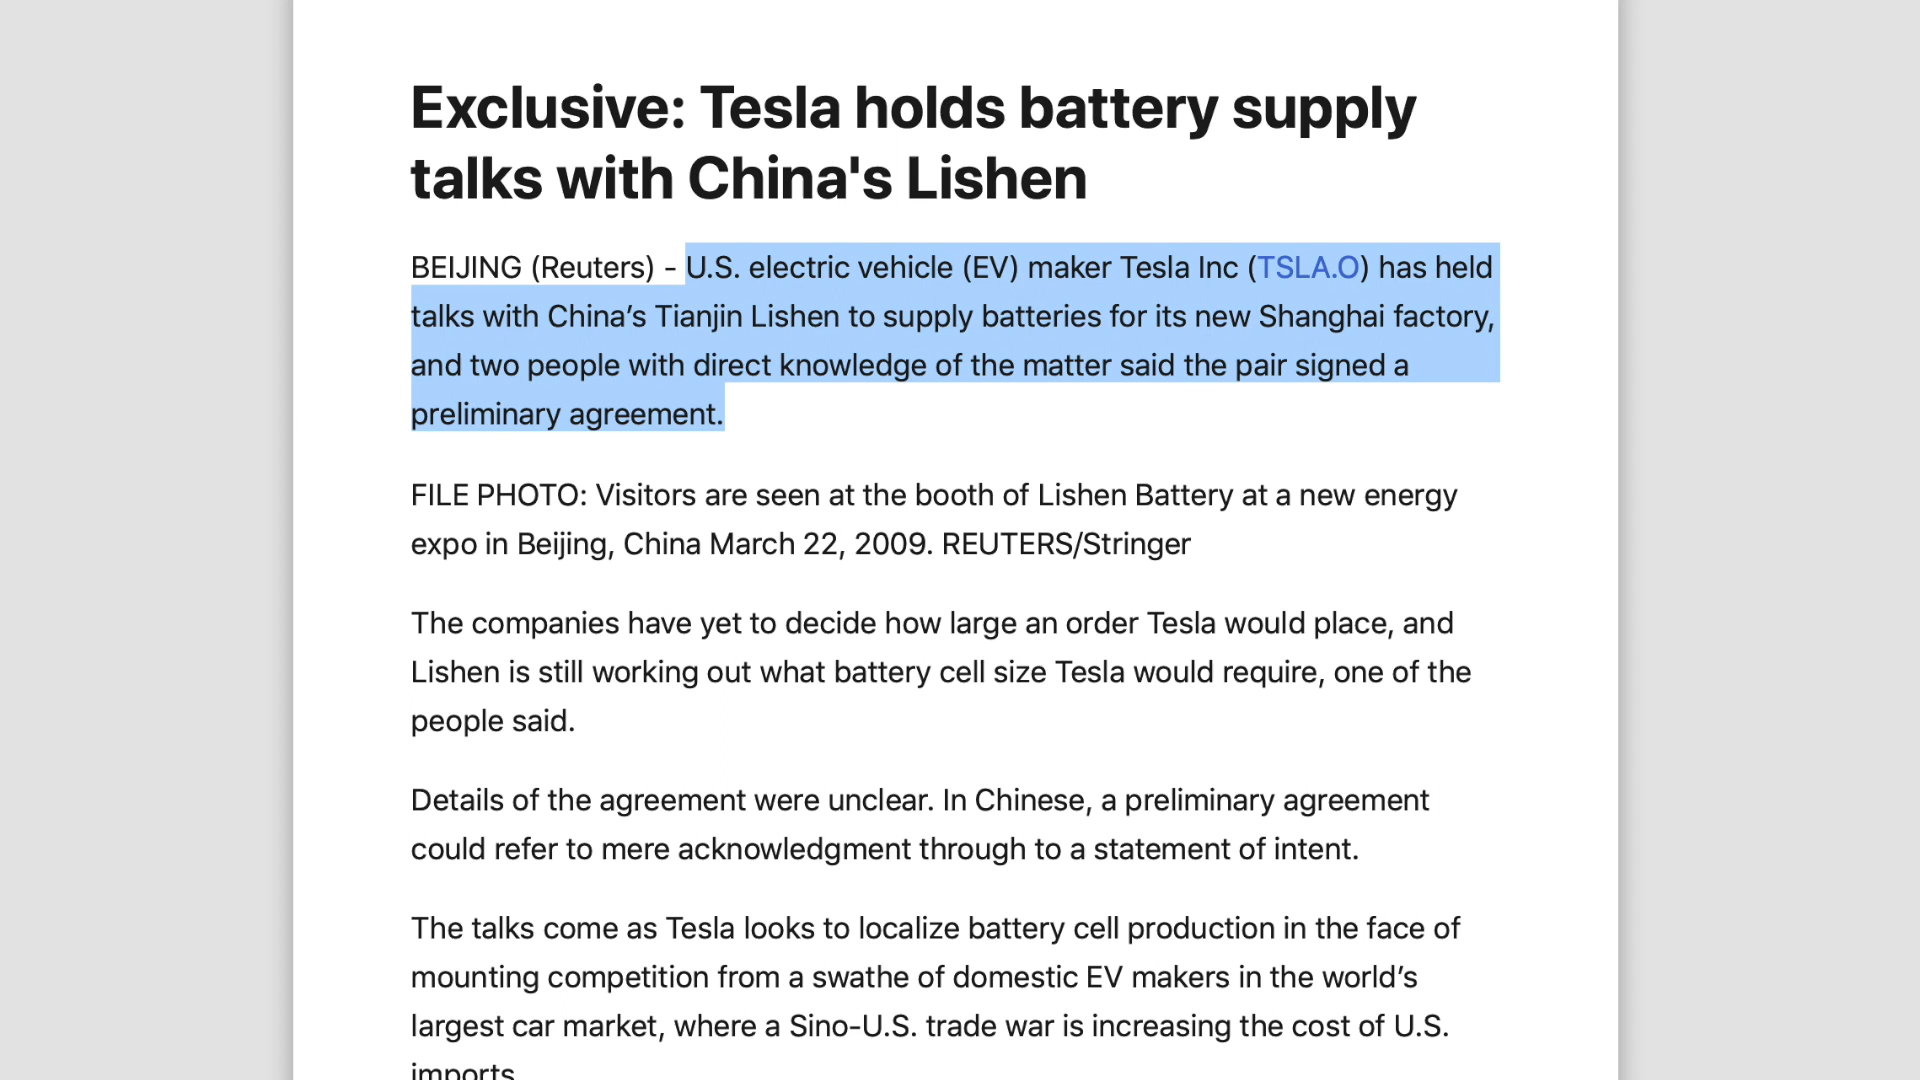 Exclusive: Tesla holds battery supply
talks with China's Lishen
BEIJING (Reuters) - U.S. electric vehicle (EV) maker Tesla Inc (TSLA.O) has held
talks with China’s Tianjin Lishen to supply batteries for its new Shanghai factory,
and two people with direct knowledge of the matter said the pair signed a
preliminary agreement.
FILE PHOTO: Visitors are seen at the booth of Lishen Battery at a new energy
expo in Beijing, China March 22, 2009. REUTERS/Stringer
The companies have yet to decide how large an order Tesla would place, and
Lishen is still working out what battery cell size Tesla would require, one of the
people said.
Details of the agreement were unclear. In Chinese, a preliminary agreement
could refer to mere acknowledgment through to a statement of intent.
The talks come as Tesla looks to localize battery cell production in the face of
mounting competition from a swathe of domestic EV makers in the world’s
largest car market, where a Sino-U.S. trade war is increasing the cost of U.S.
imports.